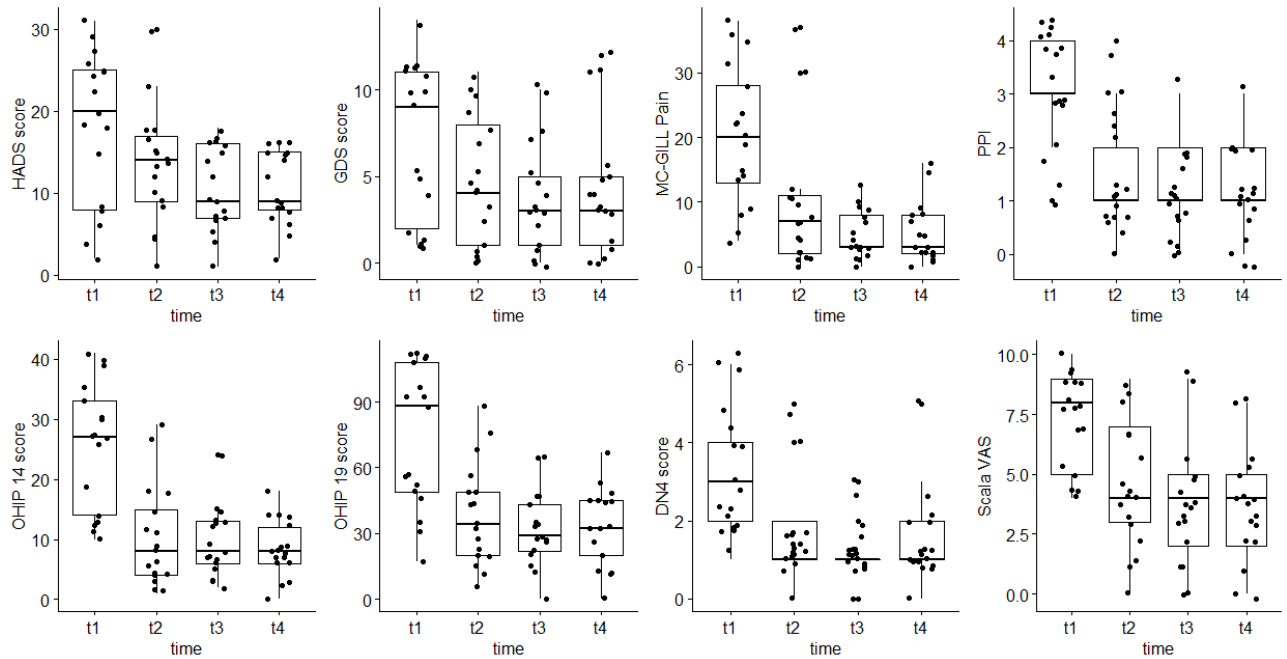 HADS score
30
20
10
0
t1 t2 t3 t4
time
GDS score
10
5
0
t1 t2 t3 t4
time
MC-GILL Pain
30
20
10
0
t1 t2 t3 t4
time
PPI
4
3
2
1
0
t1 t2 t3 t4
time
OHIP 14 score
40
30
20
10
0
t1 t2 t3 t4
time
OHIP 19 score
90
60
30
0
t1 t2 t3 t4
time
DN4 score
6
4
2
0
t1 t2 t3 t4
time
Scala VAS
10.0
7.5
5.0
2.5
0.0
t1 t2 t3 t4
time